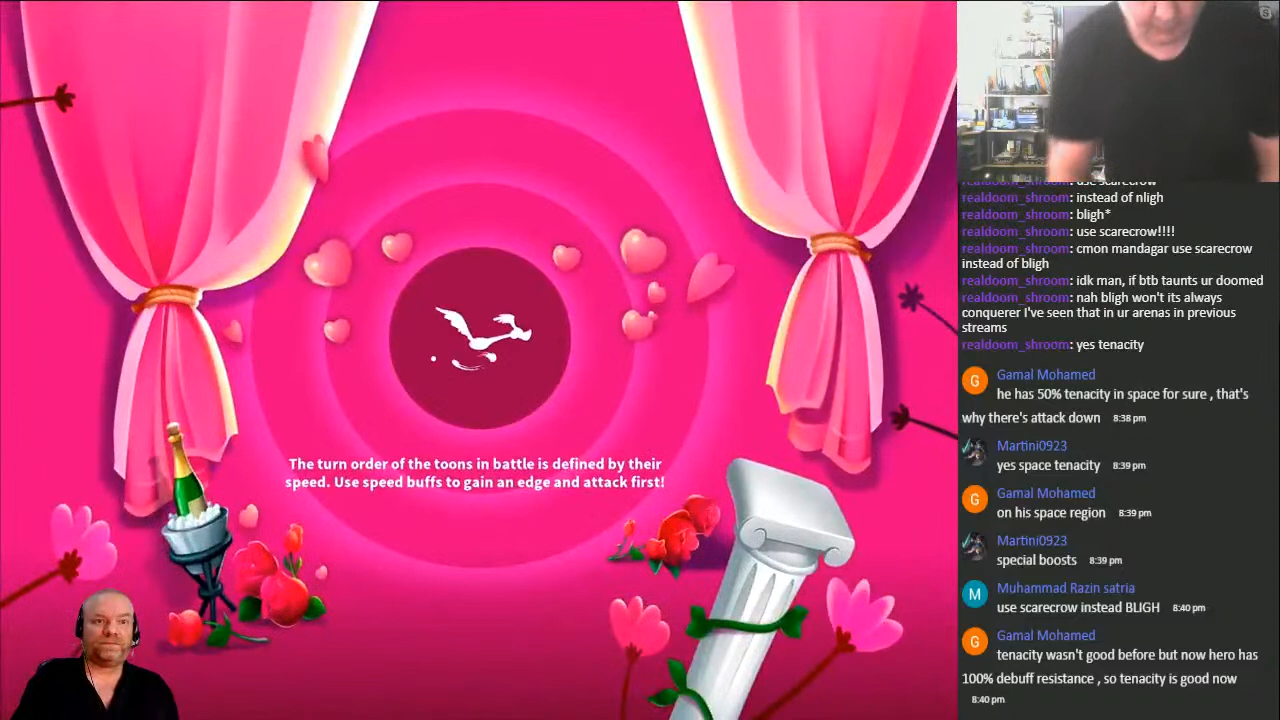 The turn order of the toons in battle is defined by their
speed. Use speed buffs to gain an edge and attack first!
realdoom_shroom: use scarecrow
realdoom_shroom: instead of nligh
realdoom_shroom: bligh*
realdoom_shroom: use scarecrow!!!!
realdoom_shroom: cmon mandagar use scarecrow
instead of bligh
realdoom_shroom: idk man, if btb taunts ur doomed
realdoom_shroom: nah bligh won't its always
conquerer I've seen that in ur arenas in previous
streams
realdoom_shroom: yes tenacity
G Gamal Mohamed
he has 50% tenacity in space for sure , that's
why there's attack down 8:38 pm
Martini0923
yes space tenacity 8:39 pm
G Gamal Mohamed
on his space region 8:39 pm
Martini0923
special boosts 8:39 pm
M Muhammad Razin satria
use scarecrow instead BLIGH 8:40 pm
G Gamal Mohamed
tenacity wasn't good before but now hero has
100% debuff resistance , so tenacity is good now
8:40 pm